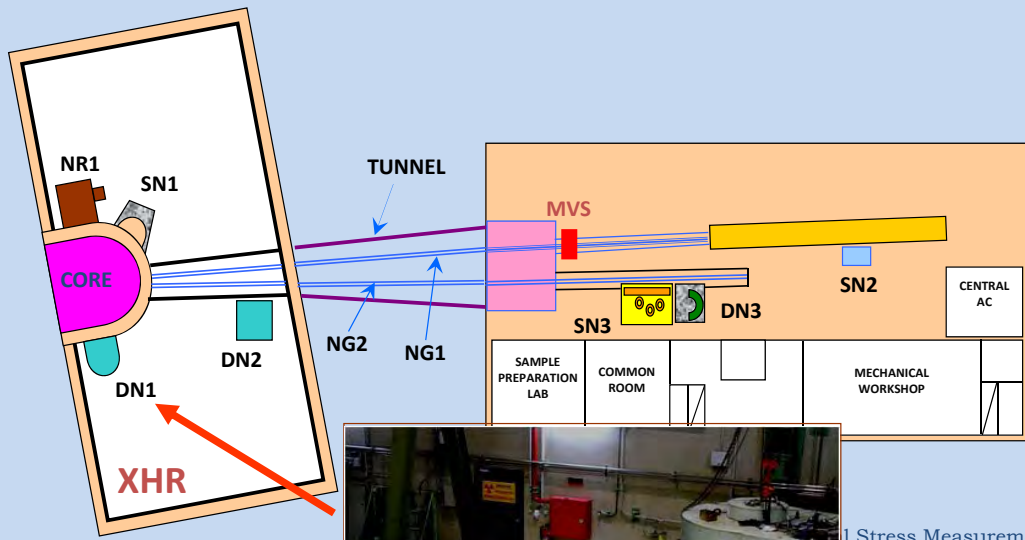 NR1
SN1
TUNNEL
MVS
CORE
SN2
CENTRAL
AC
SN3
DN3
NG2
NG1
DN2
DN1
SAMPLE
PREPARATION
LAB
COMMON
ROOM
MECHANICAL
WORKSHOP
XHR
l Stress Measurem